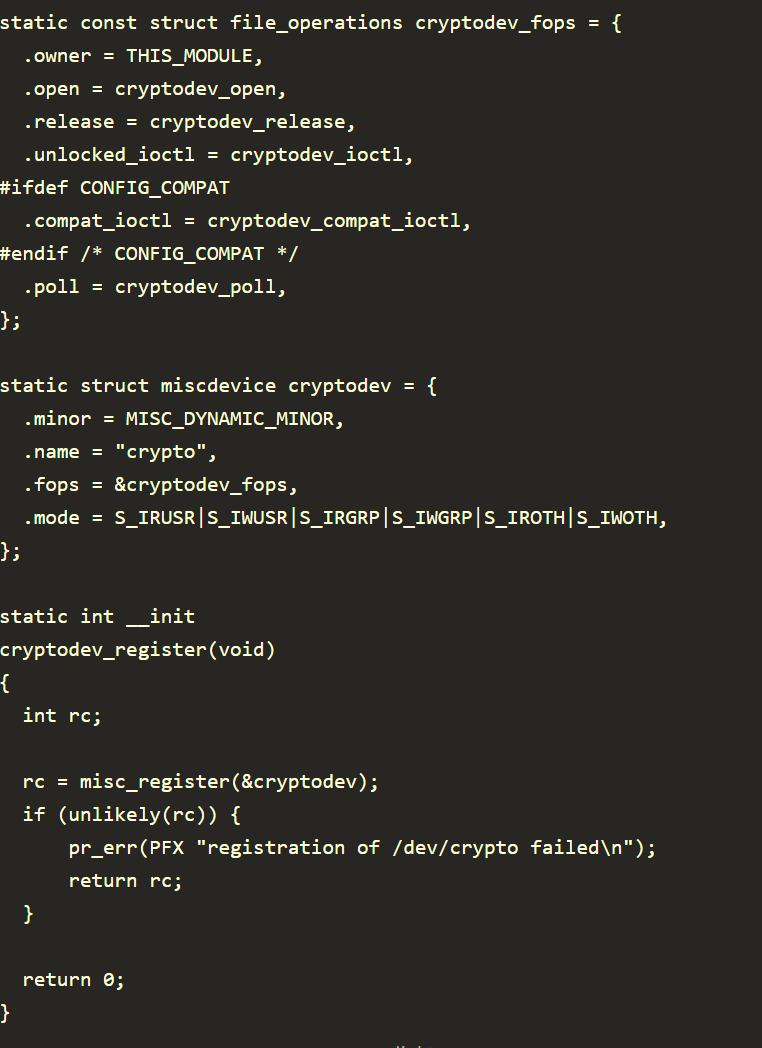 static const struct file_operations cryptodev_fops = {
  .owner = THIS_MODULE,
  .open = cryptodev_open,
  .release = cryptodev_release,
  .unlocked_ioctl = cryptodev_ioctl,
#ifdef CONFIG_COMPAT
  .compat_ioctl = cryptodev_compat_ioctl,
#endif /* CONFIG_COMPAT */
  .poll = cryptodev_poll,
};

static struct miscdevice cryptodev = {
  .minor = MISC_DYNAMIC_MINOR,
  .name = "crypto",
  .fops = &cryptodev_fops,
  .mode = S_IRUSR|S_IWUSR|S_IRGRP|S_IWGRP|S_IROTH|S_IWOTH,
};

static int __init
cryptodev_register(void)
{
  int rc;

  rc = misc_register(&cryptodev);
  if (unlikely(rc)) {
      pr_err(PFX "registration of /dev/crypto failed\n");
      return rc;
  }

  return 0;
}